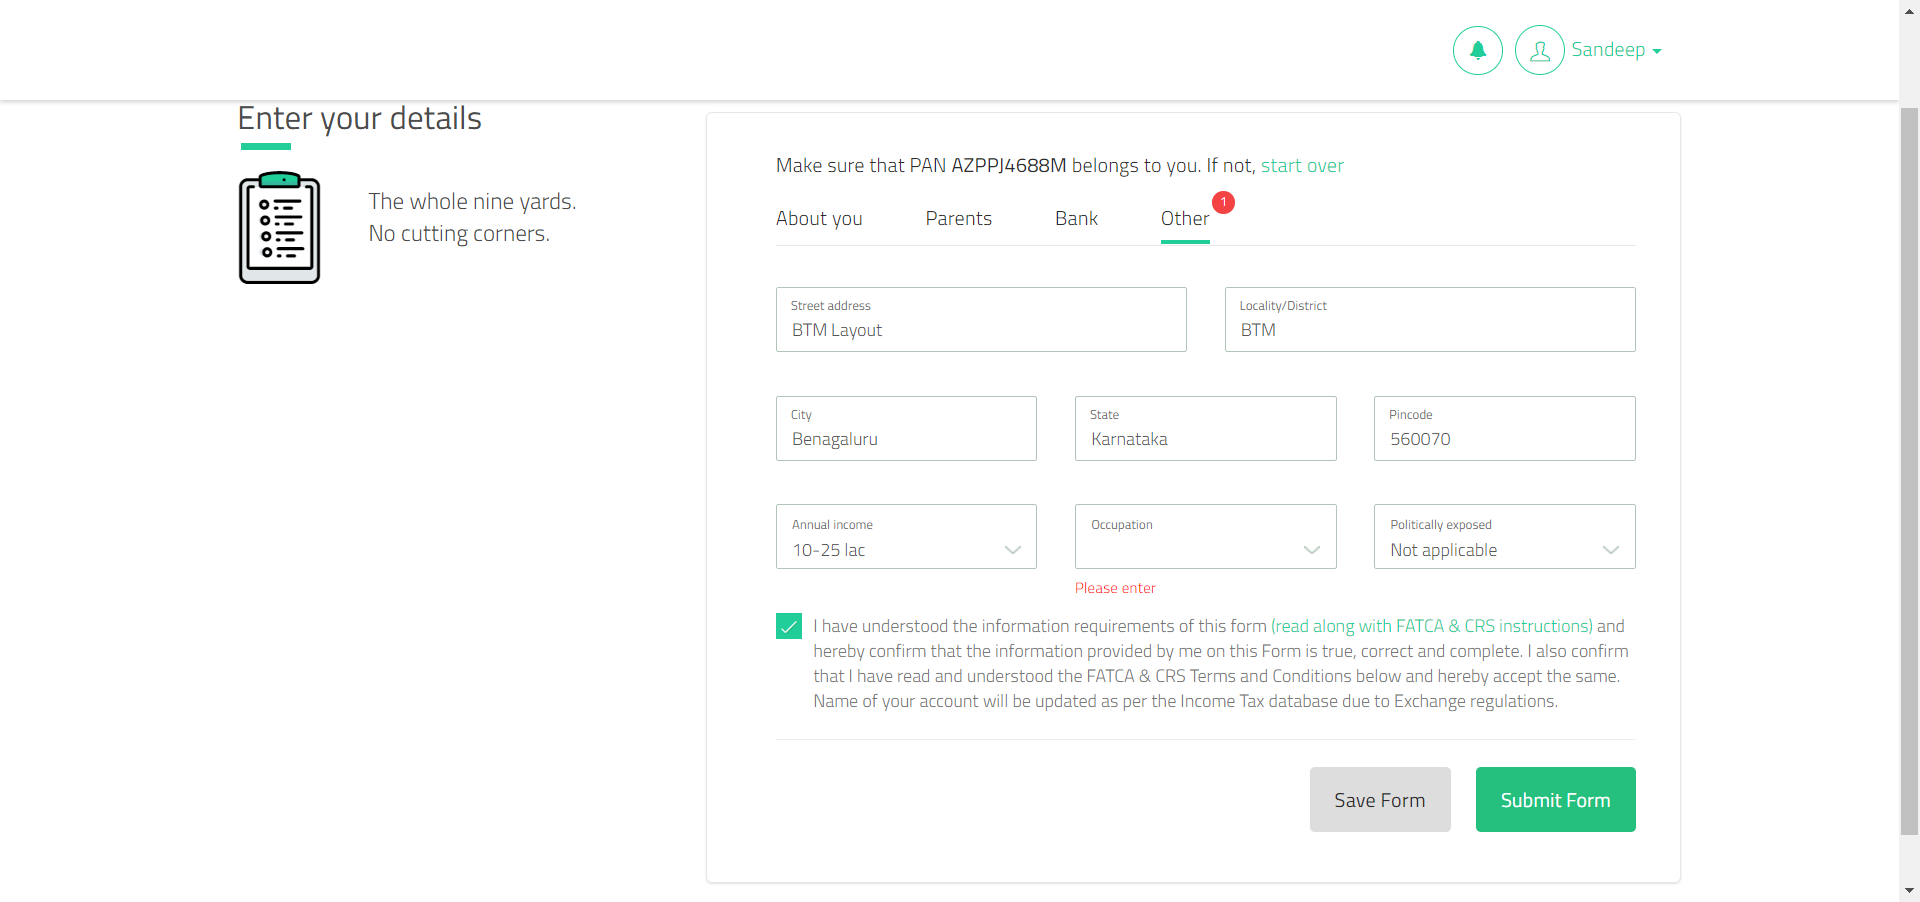 Sandeep
Enter your details
The whole nine yards.
No cutting corners.
Make sure that PAN AZPPJ4688M belongs to you. If not, start over
About you Parents Bank Other 1
Street address
BTM Layout
Locality/District
BTM
City
Benagaluru
State
Karnataka
Pincode
560070
Annual income
10-25 lac
Occupation
Please enter
Politically exposed
Not applicable
I have understood the information requirements of this form (read along with FATCA & CRS instructions) and
hereby confirm that the information provided by me on this Form is true, correct and complete. I also confirm
that I have read and understood the FATCA & CRS Terms and Conditions below and hereby accept the same.
Name of your account will be updated as per the Income Tax database due to Exchange regulations.
Save Form Submit Form